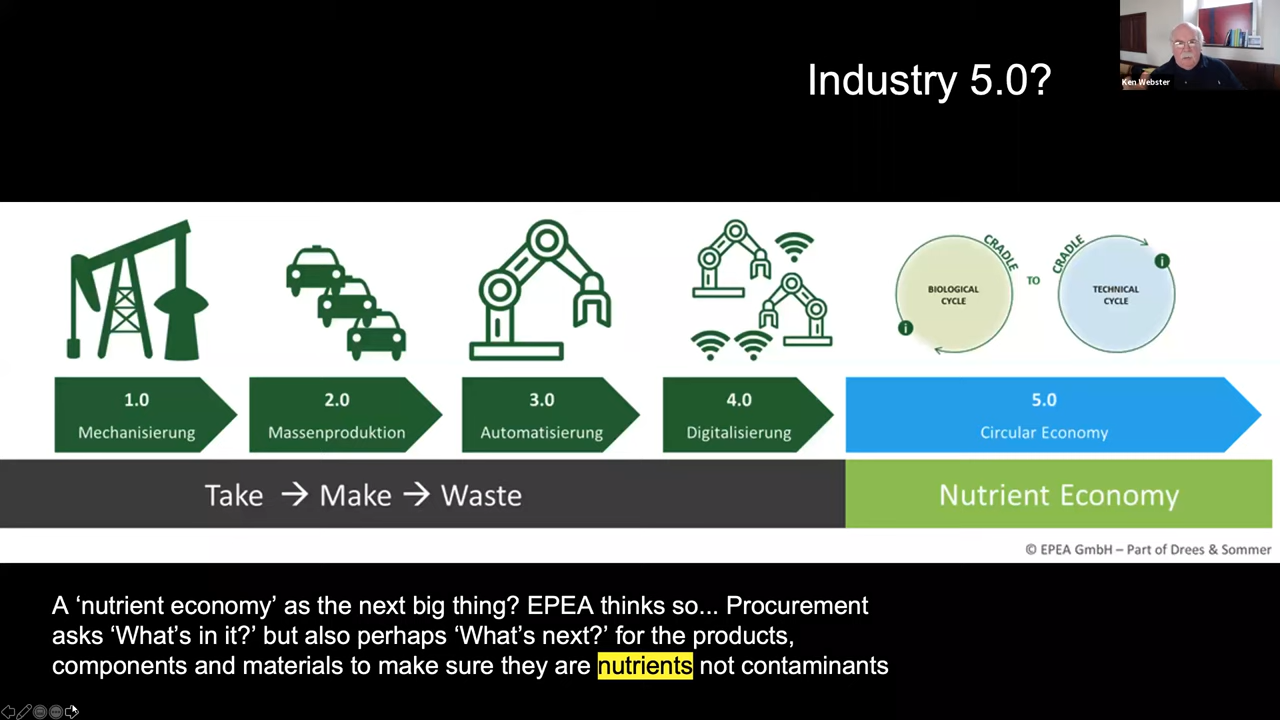 Industry 5.0?
Ken Webster
CRADLE
TO
CRADLE
BIOLOGICAL
CYCLE
TECHNICAL
CYCLE
i
i
1.0
Mechanisierung
2.0
Massenproduktion
3.0
Automatisierung
4.0
Digitalisierung
5.0
Circular Economy
Take → Make → Waste
Nutrient Economy
© EPEA GmbH – Part of Drees & Sommer
A ‘nutrient economy’ as the next big thing? EPEA thinks so... Procurement
asks ‘What’s in it?’ but also perhaps ‘What’s next?’ for the products,
components and materials to make sure they are nutrients not contaminants